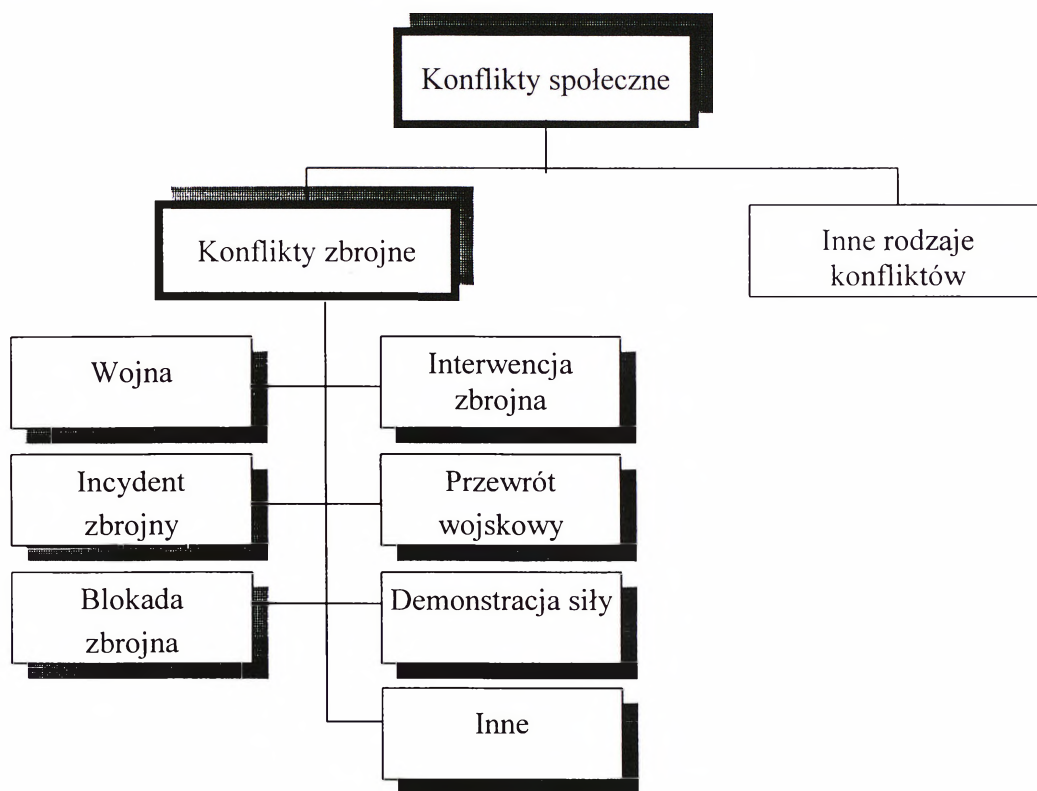 Konflikty społeczne
Konflikty zbrojne
Inne rodzaje
konfliktów
Wojna
Interwencja
zbrojna
Incydent
zbrojny
Przewrót
wojskowy
Blokada
zbrojna
Demonstracja siły
Inne